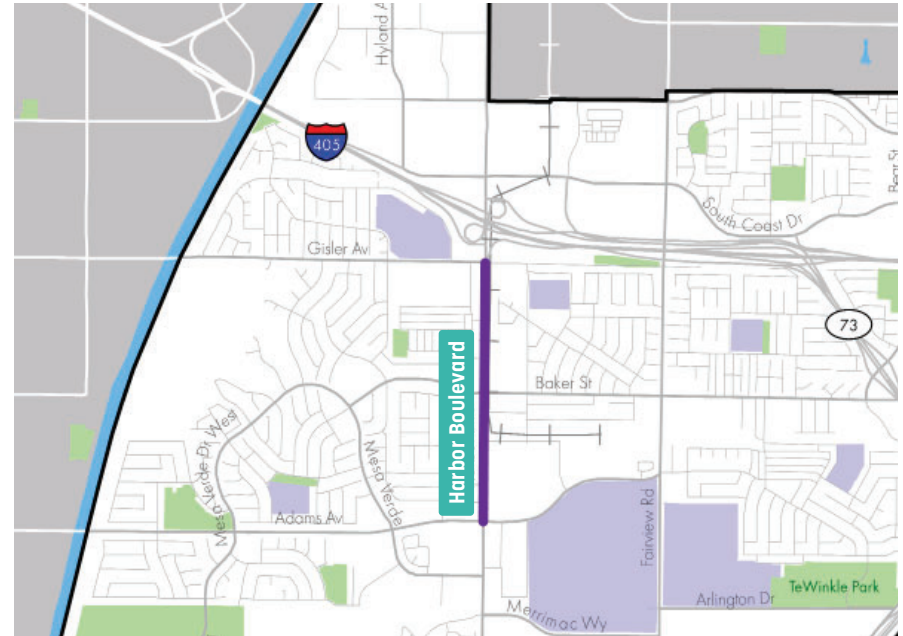 Hyland A
405
Bear St
South Coast Dr
Gisler Av
73
Harbor Boulevard
Baker St
Mesa Verde Dr West
Mesa Verde
Adams Av
Fairview Rd
TeWinkle Park
Arlington Dr
Merrimac Wy